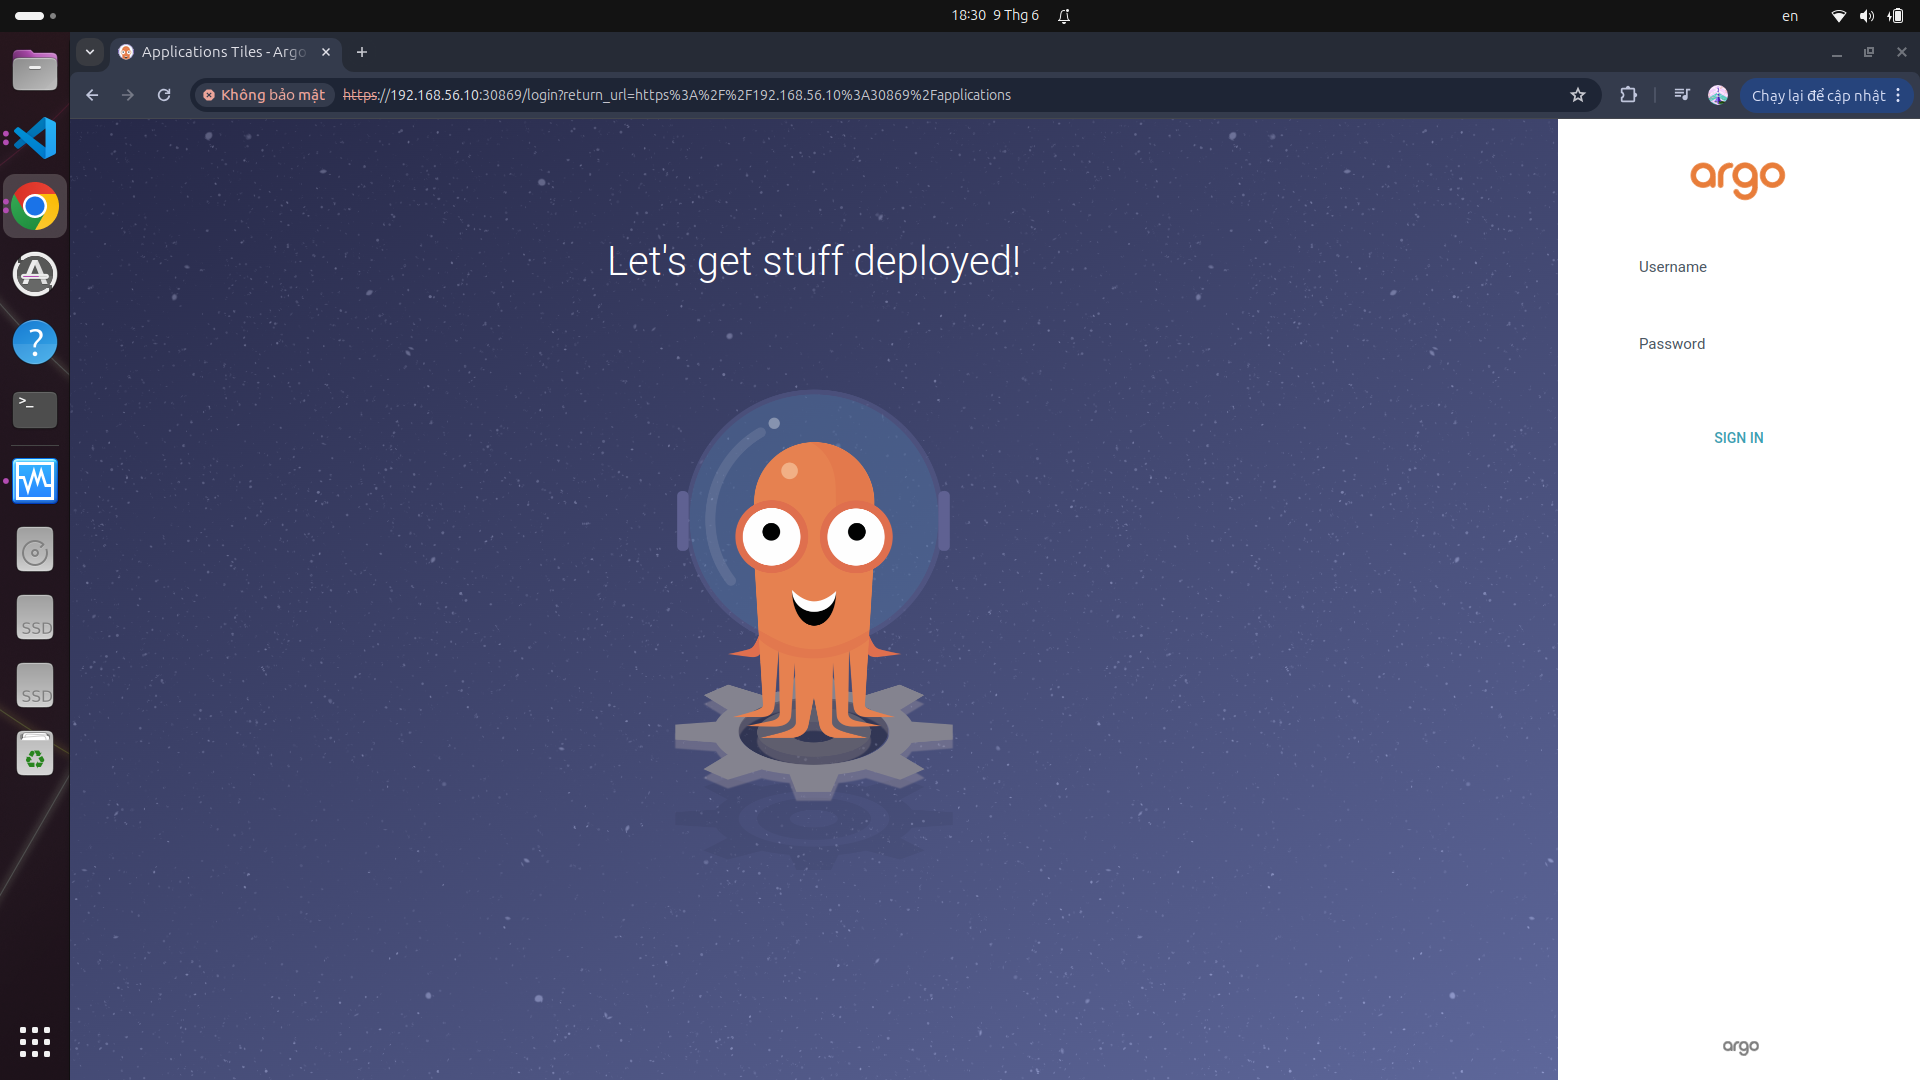 18:30 9 Thg 6
en
Applications Tiles - Argo
Không bảo mật
https://192.168.56.10:30869/login?return_url=https%3A%2F%2F192.168.56.10%3A30869%2Fapplications
Chạy lại để cập nhật
argo
Let's get stuff deployed!
Username
Password
SIGN IN
A
?
>_
SSD
SSD
argo